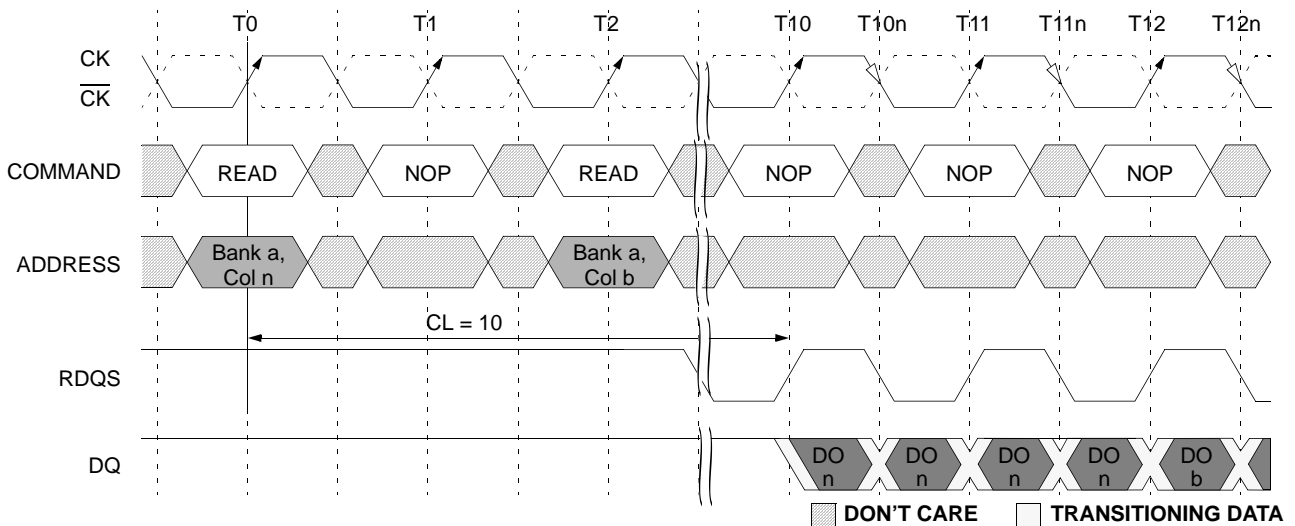 T0 T1 T2 T10 T10n T11 T11n T12 T12n
CK
CK
COMMAND READ NOP READ NOP NOP NOP
ADDRESS Bank a, Col n Bank a, Col b
CL = 10
RDQS
DQ DO n DO n DO n DO n DO b
DON'T CARE TRANSITIONING DATA